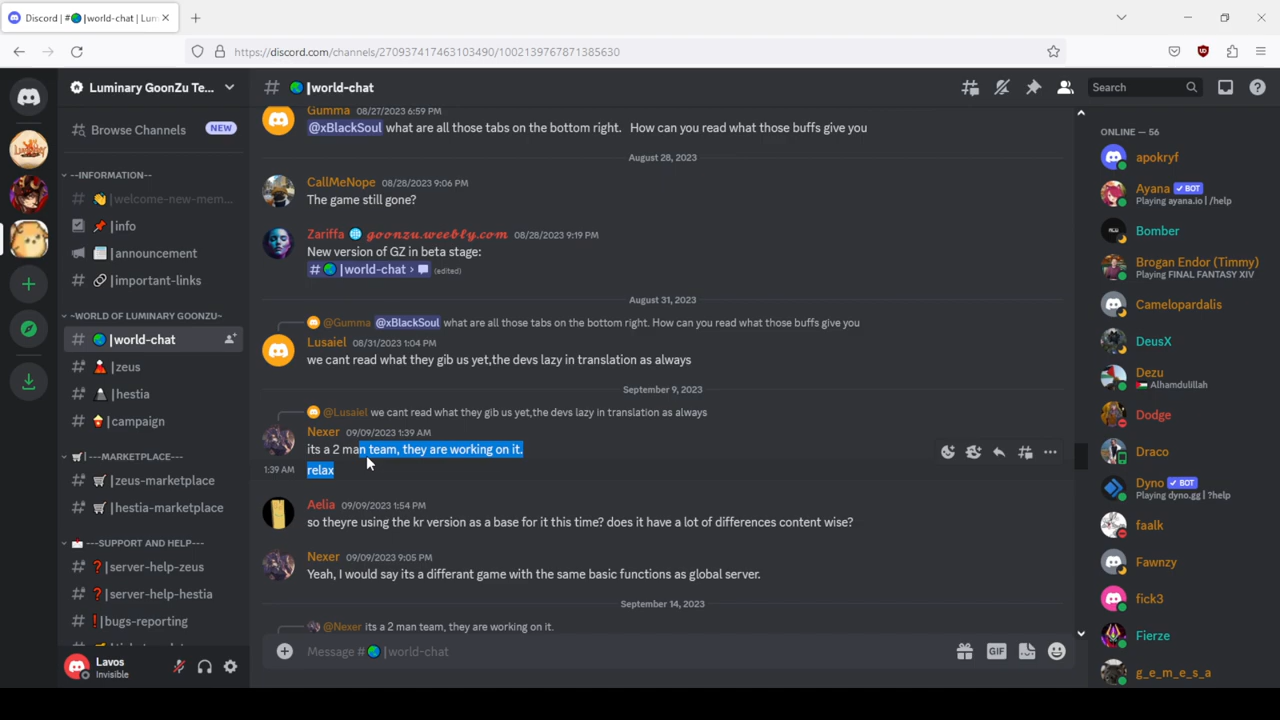 Discord | #🌏|world-chat | Lun
https://discord.com/channels/270937417463103490/1002139767871385630
Luminary GoonZu Te...
Browse Channels
NEW
--INFORMATION--
👋|welcome-new-mem...
📌|info
|announcement
🔗|important-links
~WORLD OF LUMINARY GOONZU~
|world-chat
|zeus
|hestia
|campaign
🛒|---MARKETPLACE---
🛒|zeus-marketplace
🛒|hestia-marketplace
---SUPPORT AND HELP---
❓|server-help-zeus
❓|server-help-hestia
❗|bugs-reporting
Lavos
Invisible
# |world-chat
Search
Gumma 08/27/2023 6:59 PM
@xBlackSoul what are all those tabs on the bottom right. How can you read what those buffs give you
August 28, 2023
CallMeNope 08/28/2023 9:06 PM
The game still gone?
Zariffa goonzu.weebly.com 08/28/2023 9:19 PM
New version of GZ in beta stage:
# |world-chat › (edited)
August 31, 2023
@Gumma @xBlackSoul what are all those tabs on the bottom right. How can you read what those buffs give you
Lusaiel 08/31/2023 1:04 PM
we cant read what they gib us yet,the devs lazy in translation as always
September 9, 2023
@Lusaiel we cant read what they gib us yet,the devs lazy in translation as always
Nexer 09/09/2023 1:39 AM
its a 2 man team, they are working on it.
1:39 AM relax
Aelia 09/09/2023 1:54 PM
so theyre using the kr version as a base for it this time? does it have a lot of differences content wise?
Nexer 09/09/2023 9:05 PM
Yeah, I would say its a differant game with the same basic functions as global server.
September 14, 2023
@Nexer its a 2 man team, they are working on it.
Message # |world-chat
GIF
ONLINE — 56
apokryf
Ayana ✓ BOT
Playing ayana.io | /help
Bomber
Brogan Endor (Timmy)
Playing FINAL FANTASY XIV
Camelopardalis
DeusX
Dezu
Alhamdulillah
Dodge
Draco
Dyno ✓ BOT
Playing dyno.gg | ?help
faalk
Fawnzy
fick3
Fierze
g_e_m_e_s_a